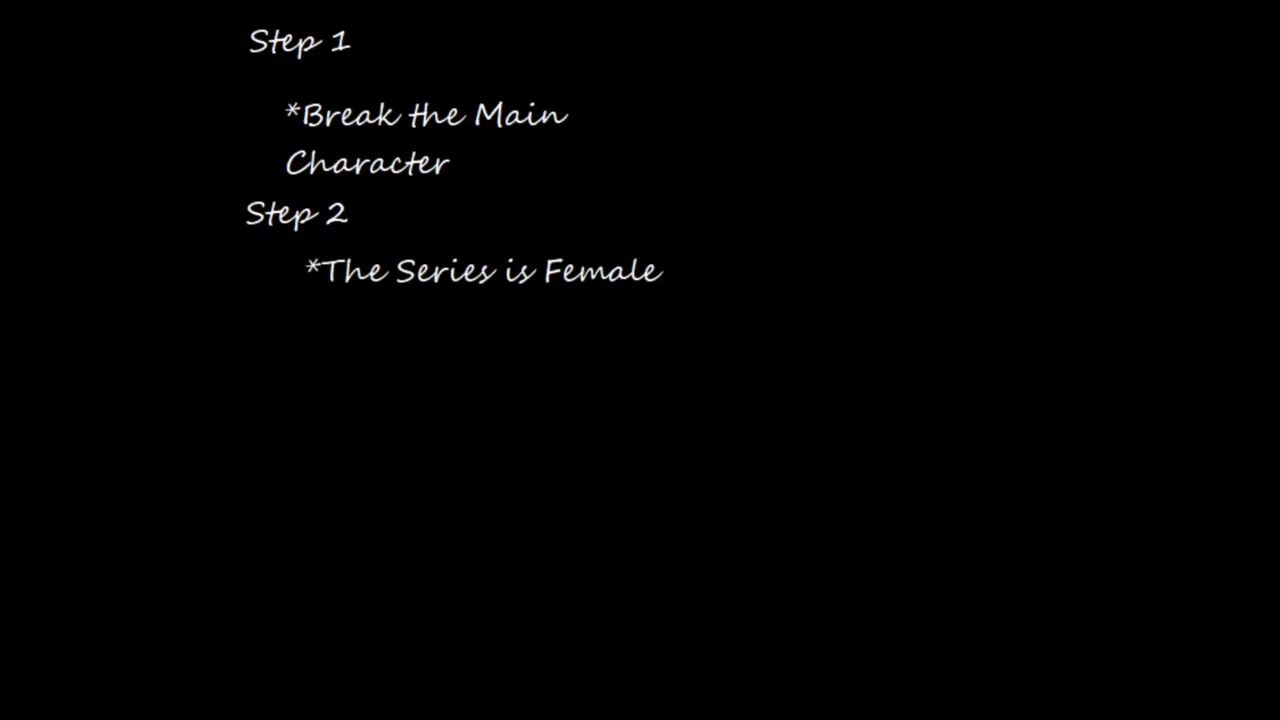 Step 1
*Break the Main
Character
Step 2
*The Series is Female